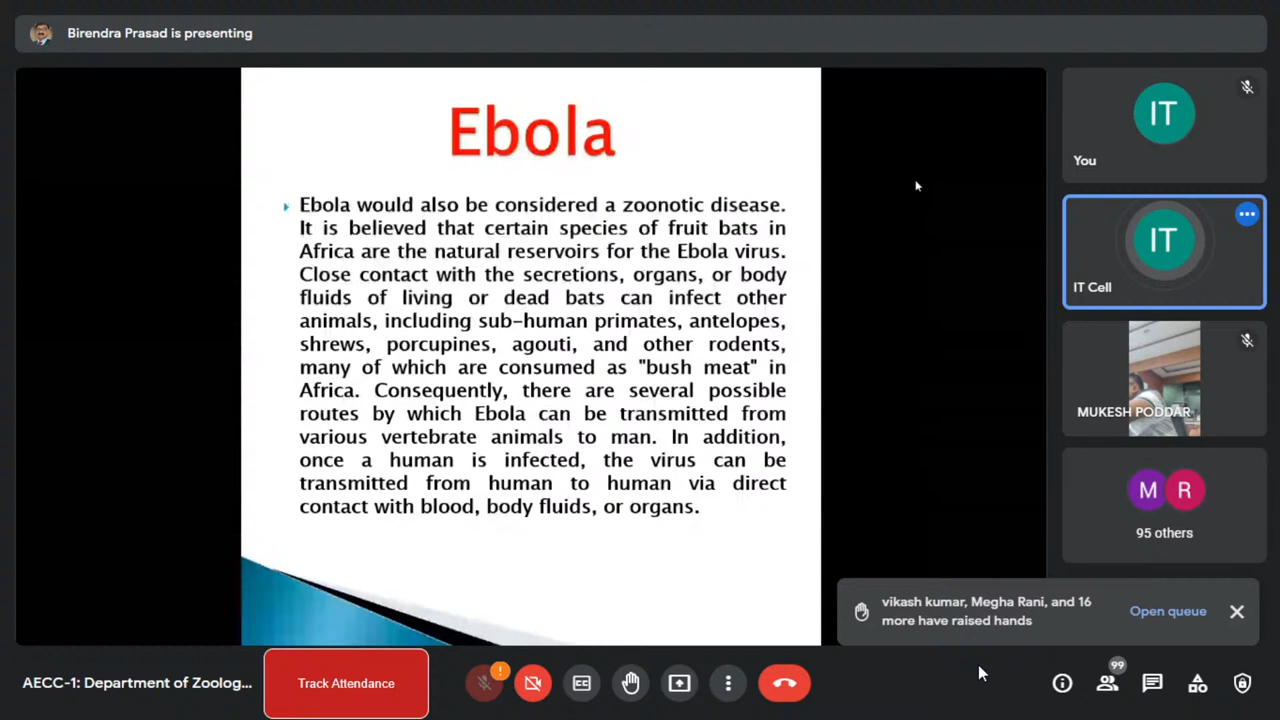 Birendra Prasad is presenting
Ebola
Ebola would also be considered a zoonotic disease.
It is believed that certain species of fruit bats in
Africa are the natural reservoirs for the Ebola virus.
Close contact with the secretions, organs, or body
fluids of living or dead bats can infect other
animals, including sub-human primates, antelopes,
shrews, porcupines, agouti, and other rodents,
many of which are consumed as "bush meat" in
Africa. Consequently, there are several possible
routes by which Ebola can be transmitted from
various vertebrate animals to man. In addition,
once a human is infected, the virus can be
transmitted from human to human via direct
contact with blood, body fluids, or organs.
IT
You
IT
IT Cell
MUKESH PODDAR
M R
95 others
vikash kumar, Megha Rani, and 16
more have raised hands
Open queue
AECC-1: Department of Zoolog...
Track Attendance
!
CC
99